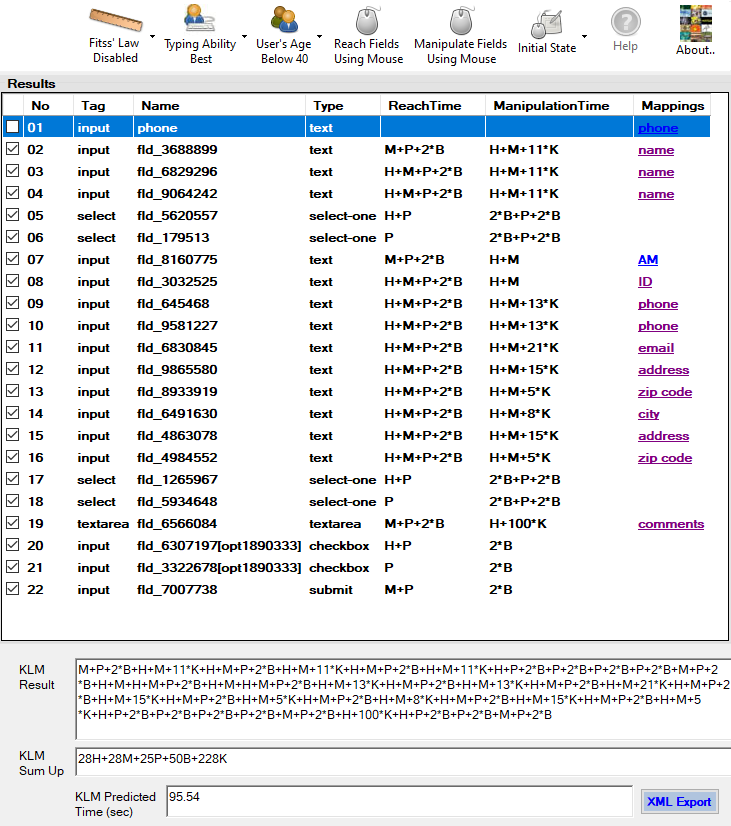 Fitss' Law Disabled
Typing Ability Best
User's Age Below 40
Reach Fields Using Mouse
Manipulate Fields Using Mouse
Initial State
Help
About..
Results
No Tag Name Type ReachTime ManipulationTime Mappings
01 input phone text phone
02 input fld_3688899 text M+P+2*B H+M+11*K name
03 input fld_6829296 text H+M+P+2*B H+M+11*K name
04 input fld_9064242 text H+M+P+2*B H+M+11*K name
05 select fld_5620557 select-one H+P 2*B+P+2*B
06 select fld_179513 select-one P 2*B+P+2*B
07 input fld_8160775 text M+P+2*B H+M AM
08 input fld_3032525 text H+M+P+2*B H+M ID
09 input fld_645468 text H+M+P+2*B H+M+13*K phone
10 input fld_9581227 text H+M+P+2*B H+M+13*K phone
11 input fld_6830845 text H+M+P+2*B H+M+21*K email
12 input fld_9865580 text H+M+P+2*B H+M+15*K address
13 input fld_8933919 text H+M+P+2*B H+M+5*K zip code
14 input fld_6491630 text H+M+P+2*B H+M+8*K city
15 input fld_4863078 text H+M+P+2*B H+M+15*K address
16 input fld_4984552 text H+M+P+2*B H+M+5*K zip code
17 select fld_1265967 select-one H+P 2*B+P+2*B
18 select fld_5934648 select-one P 2*B+P+2*B
19 textarea fld_6566084 textarea M+P+2*B H+100*K comments
20 input fld_6307197[opt1890333] checkbox H+P 2*B
21 input fld_3322678[opt1890333] checkbox P 2*B
22 input fld_7007738 submit M+P 2*B
KLM Result
M+P+2*B+H+M+11*K+H+M+P+2*B+H+M+11*K+H+M+P+2*B+H+M+11*K+H+P+2*B+P+2*B+P+2*B+P+2*B+M+P+2
*B+H+M+H+M+P+2*B+H+M+H+M+P+2*B+H+M+13*K+H+M+P+2*B+H+M+13*K+H+M+P+2*B+H+M+21*K+H+M+P+2
*B+H+M+15*K+H+M+P+2*B+H+M+5*K+H+M+P+2*B+H+M+8*K+H+M+P+2*B+H+M+15*K+H+M+P+2*B+H+M+5
*K+H+P+2*B+P+2*B+P+2*B+P+2*B+M+P+2*B+H+100*K+H+P+2*B+P+2*B+M+P+2*B
KLM Sum Up
28H+28M+25P+50B+228K
KLM Predicted Time (sec)
95.54
XML Export